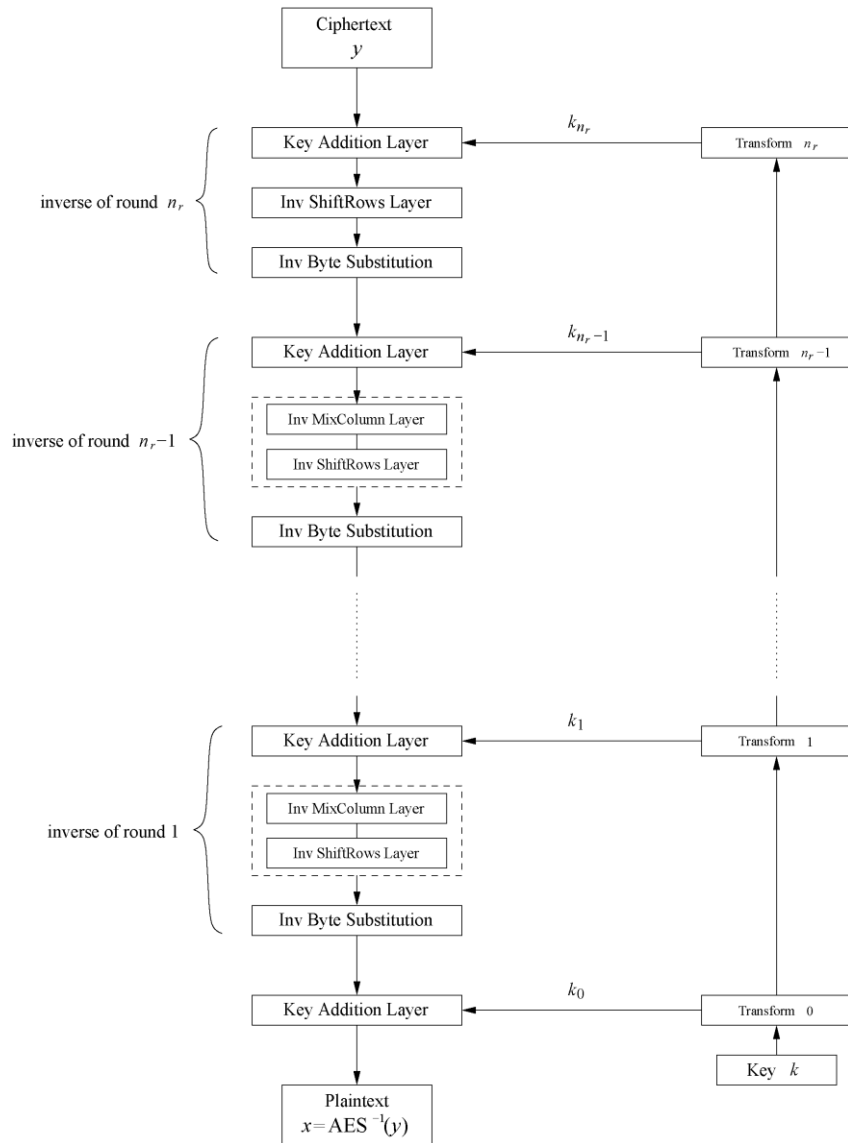 Ciphertext
y
Key Addition Layer
k_{n_r}
Transform n_r
inverse of round n_r
Inv ShiftRows Layer
Inv Byte Substitution
Key Addition Layer
k_{n_r-1}
Transform n_r-1
inverse of round n_r-1
Inv MixColumn Layer
Inv ShiftRows Layer
Inv Byte Substitution
Key Addition Layer
k_1
Transform 1
inverse of round 1
Inv MixColumn Layer
Inv ShiftRows Layer
Inv Byte Substitution
Key Addition Layer
k_0
Transform 0
Key k
Plaintext
x=AES^{-1}(y)